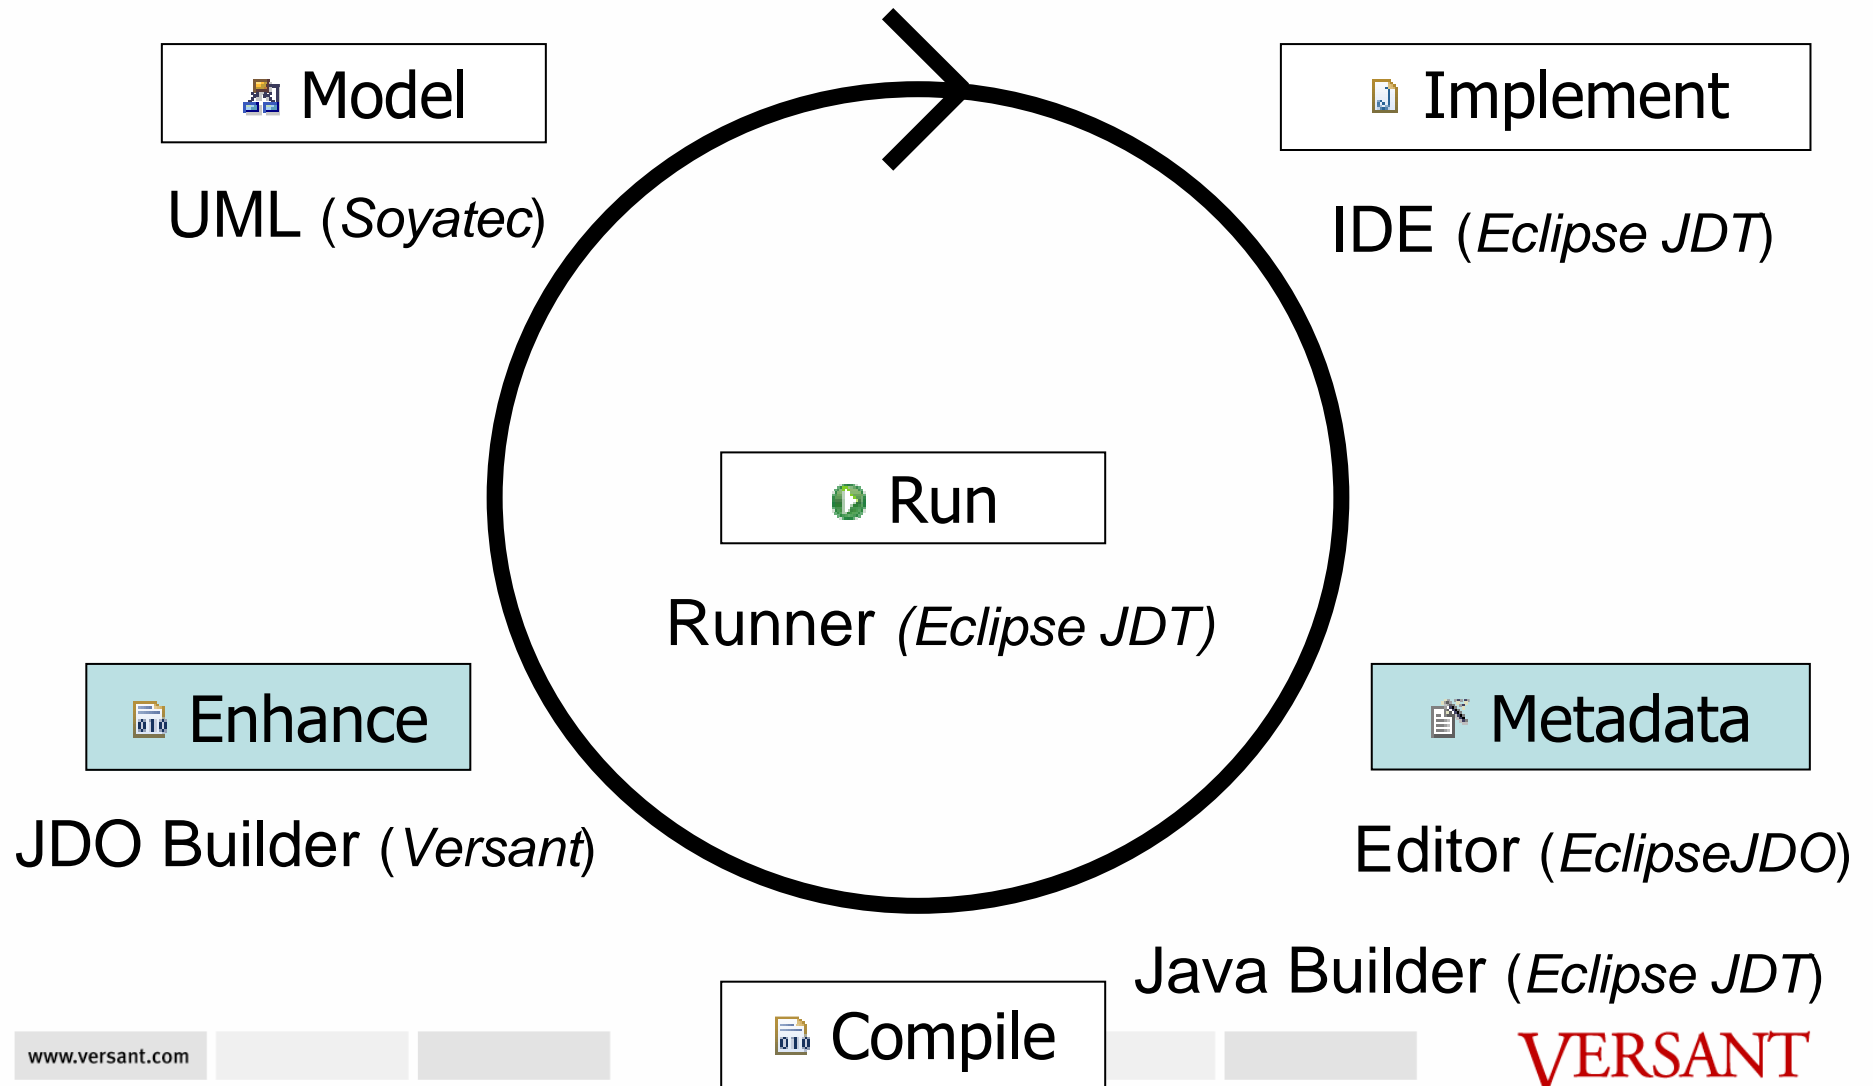 Model
UML (Soyatec)
Implement
IDE (Eclipse JDT)
Run
Runner (Eclipse JDT)
Enhance
JDO Builder (Versant)
Metadata
Editor (EclipseJDO)
Java Builder (Eclipse JDT)
Compile
www.versant.com
VERSANT